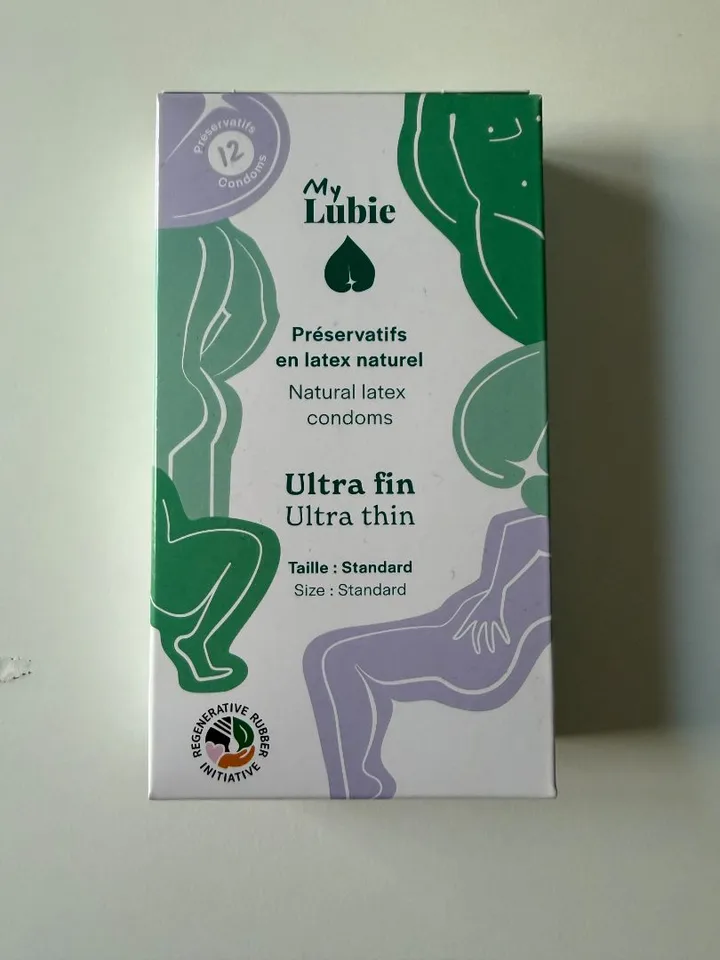 Préservatifs
12
Condoms
My
Lubie
Préservatifs
en latex naturel
Natural latex
condoms
Ultra fin
Ultra thin
Taille : Standard
Size : Standard
REGENERATIVE RUBBER
INITIATIVE